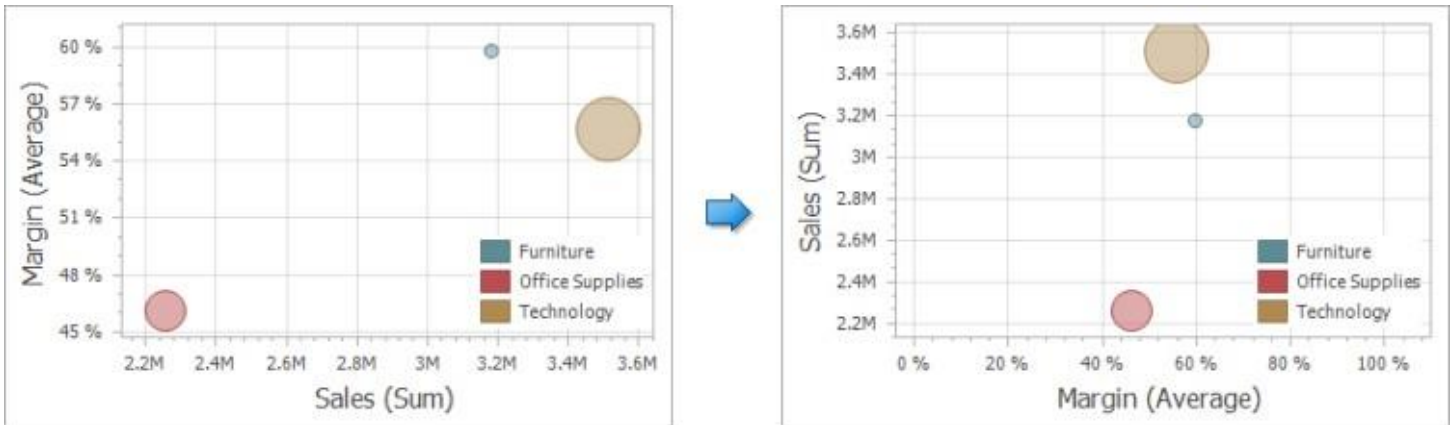 60 %
57 %
54 %
51 %
48 %
45 %
Margin (Average)
Furniture
Office Supplies
Technology
2.2M 2.4M 2.6M 2.8M 3M 3.2M 3.4M 3.6M
Sales (Sum)
3.6M
3.4M
3.2M
3M
2.8M
2.6M
2.4M
2.2M
Sales (Sum)
Furniture
Office Supplies
Technology
0 % 20 % 40 % 60 % 80 % 100 %
Margin (Average)